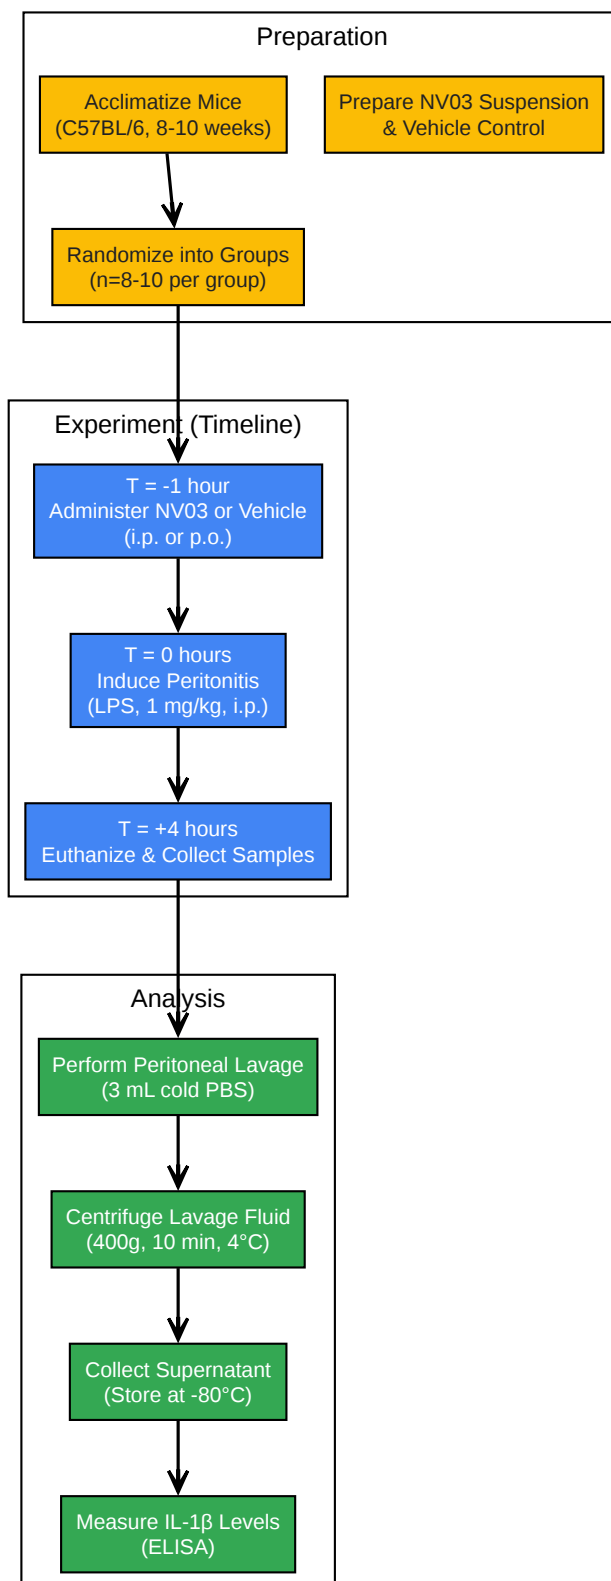 Preparation
Acclimatize Mice
(C57BL/6, 8-10 weeks)
Prepare NV03 Suspension
& Vehicle Control
Randomize into Groups
(n=8-10 per group)
Experiment (Timeline)
T = -1 hour
Administer NV03 or Vehicle
(i.p. or p.o.)
T = 0 hours
Induce Peritonitis
(LPS, 1 mg/kg, i.p.)
T = +4 hours
Euthanize & Collect Samples
Analysis
Perform Peritoneal Lavage
(3 mL cold PBS)
Centrifuge Lavage Fluid
(400g, 10 min, 4°C)
Collect Supernatant
(Store at -80°C)
Measure IL-1β Levels
(ELISA)